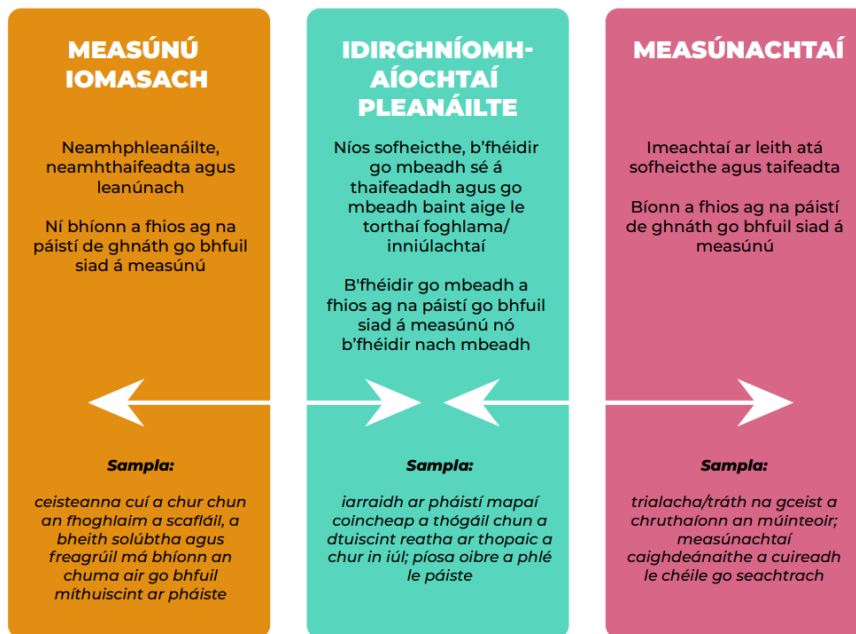 MEASÚNÚ
IOMASACH
Neamhphleanáilte,
neamhthaifeadta agus
leanúnach
Ní bhíonn a fhios ag na
páistí de ghnáth go bhfuil
siad á measúnú
Sampla:
ceisteanna cuí a chur chun
an fhoghlaim a scafláil, a
bheith solúbtha agus
freagrúil má bhíonn an
chuma air go bhfuil
míthuiscint ar pháiste
IDIRGHNÍOMH-
AÍOCHTAÍ
PLEANÁILTE
Níos sofheicthe, b'fhéidir
go mbeadh sé á
thaifeadadh agus go
mbeadh baint aige le
torthaí foghlama/
inniúlachtaí
B'fhéidir go mbeadh a
fhios ag na páistí go bhfuil
siad á measúnú nó
b'fhéidir nach mbeadh
Sampla:
iarraidh ar pháistí mapaí
coincheap a thógáil chun a
dtuiscint reatha ar thopaic a
chur in iúl; píosa oibre a phlé
le páiste
MEASÚNACHTAÍ
Imeachtaí ar leith atá
sofheicthe agus taifeadta
Bíonn a fhios ag na páistí
de ghnáth go bhfuil siad á
measúnú
Sampla:
trialacha/tráth na gceist a
chruthaíonn an múinteoir;
measúnachtaí
caighdeánaithe a cuireadh
le chéile go seachtrach